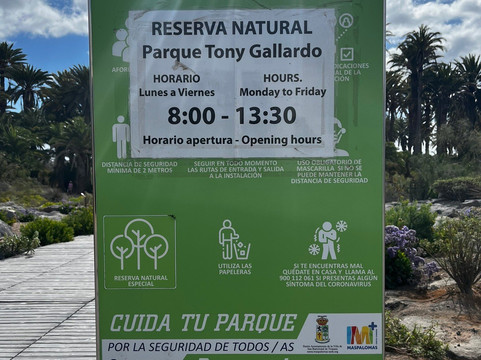 RESERVA NATURAL
Parque Tony Gallardo
HORARIO
Lunes a Viernes
HOURS.
Monday to Friday
8:00 - 13:30
Horario apertura - Opening hours
DISTANCIA DE SEGURIDAD
MÍNIMA DE 2 METROS
SEGUIR EN TODO MOMENTO
LAS RUTAS DE ENTRADA Y SALIDA
A LA INSTALACIÓN
USO OBLIGATORIO DE
MASCARILLA SI NO SE
PUEDE MANTENER LA
DISTANCIA DE SEGURIDAD
RESERVA NATURAL
ESPECIAL
UTILIZA LAS
PAPELERAS
SI TE ENCUENTRAS MAL
QUÉDATE EN CASA Y LLAMA AL
900 112 061 SI PRESENTAS ALGÚN
SÍNTOMA DEL CORONAVIRUS
CUIDA TU PARQUE
POR LA SEGURIDAD DE TODOS / AS
MASPALOMAS